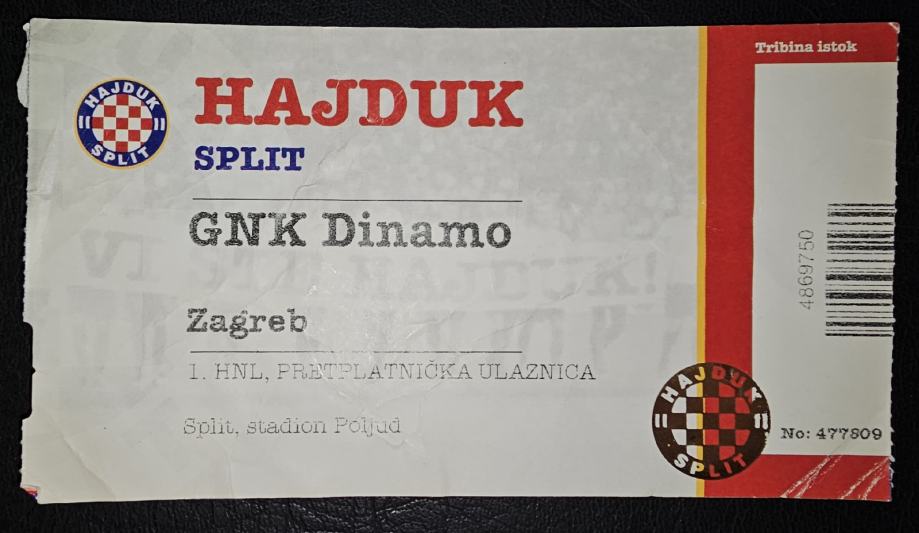 HAJDUK
SPLIT
HAJDUK
SPLIT
GNK Dinamo
Zagreb
1. HNL, PRETPLATNIČKA ULAZNICA
Split, stadion Poljud
Tribina istok
4869750
HAJDUK
SPLIT
No: 477809